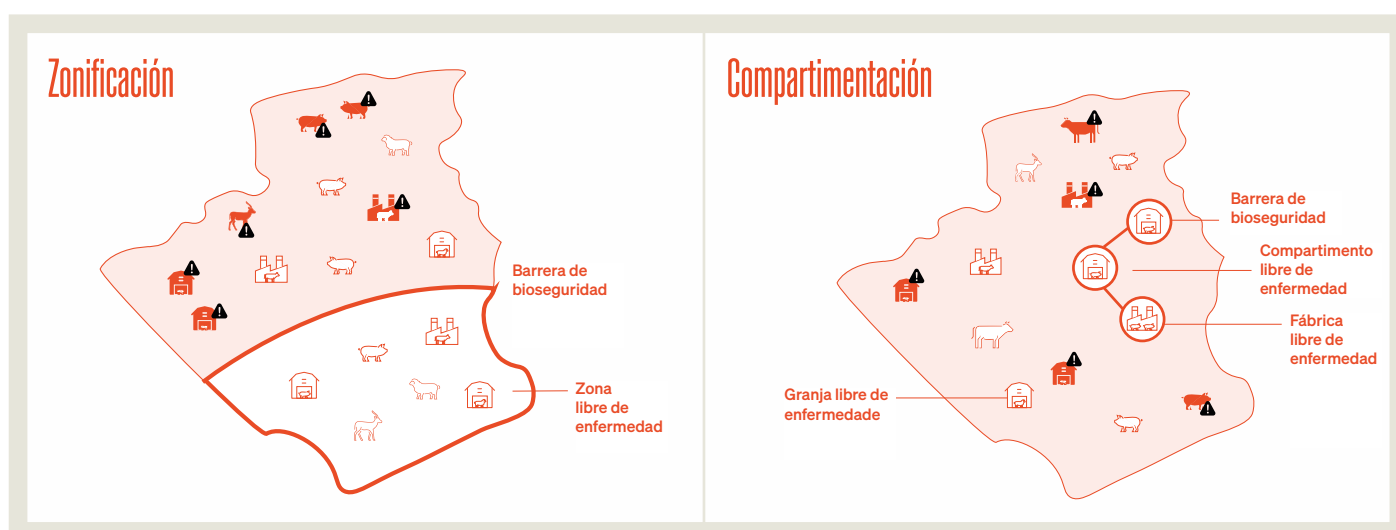 Zonificación
Barrera de
bioseguridad
Zona
libre de
enfermedad
Compartimentación
Barrera de
bioseguridad
Compartimento
libre de
enfermedad
Fábrica
libre de
enfermedad
Granja libre de
enfermedade